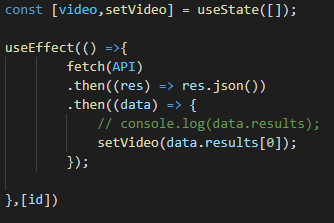 const [video,setVideo] = useState([]);
useEffect(() =>{
fetch(API)
.then((res) => res.json())
.then((data) => {
// console.log(data.results);
setVideo(data.results[0]);
});
},[id])